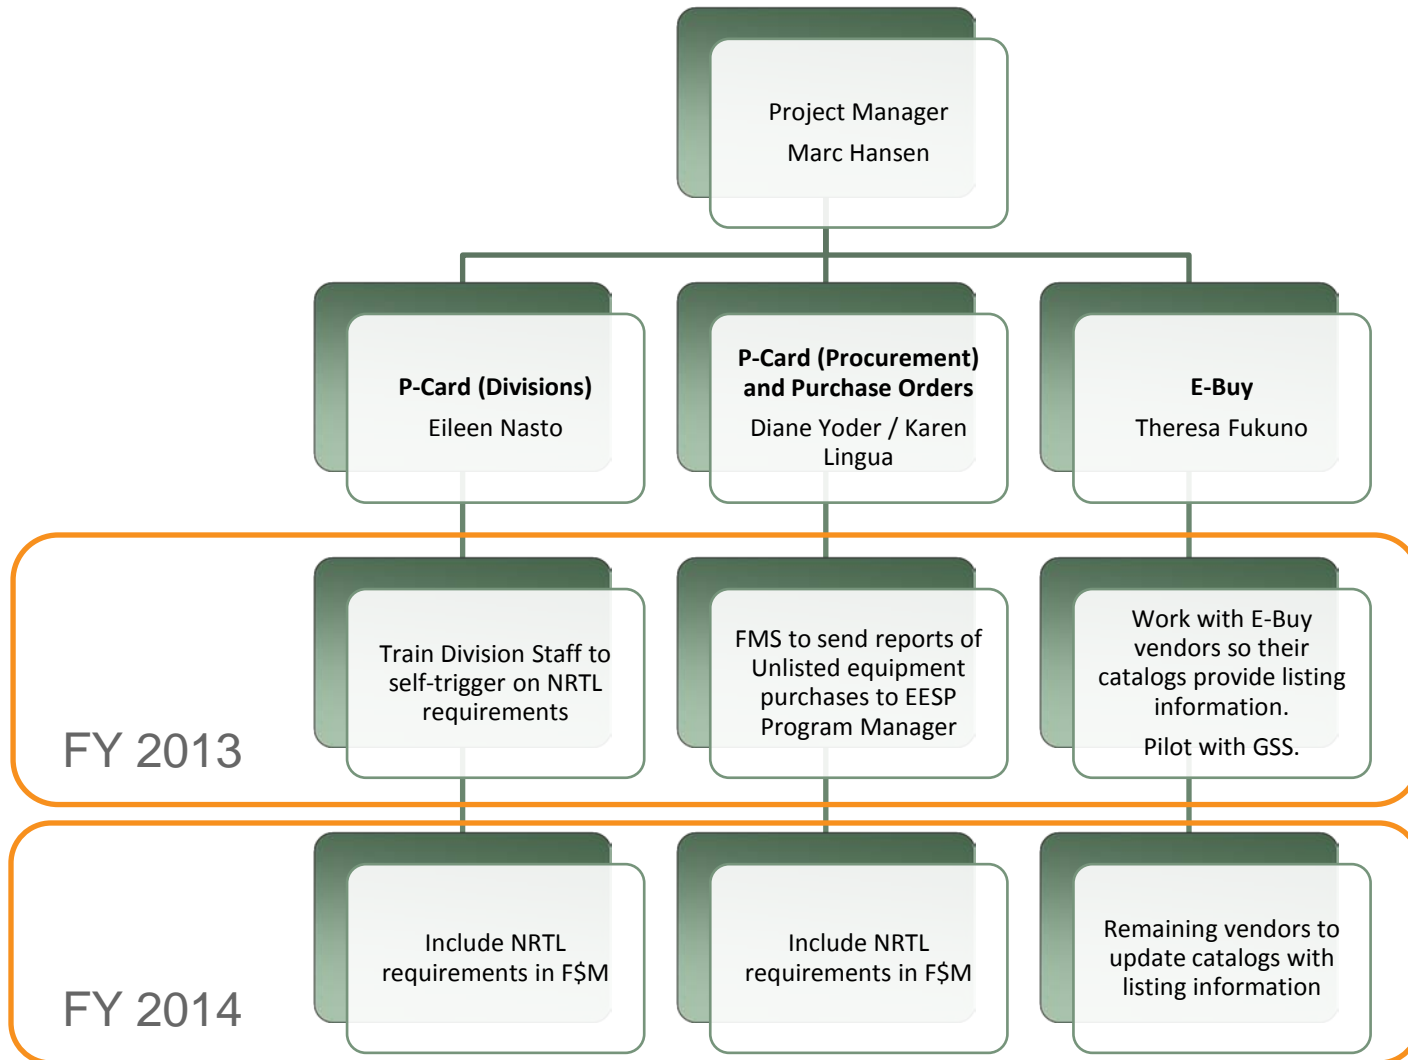 Project Manager
Marc Hansen
P-Card (Divisions)
Eileen Nasto
P-Card (Procurement)
and Purchase Orders
Diane Yoder / Karen
Lingua
E-Buy
Theresa Fukuno
FY 2013
Train Division Staff to
self-trigger on NRTL
requirements
FMS to send reports of
Unlisted equipment
purchases to EESP
Program Manager
Work with E-Buy
vendors so their
catalogs provide listing
information.
Pilot with GSS.
FY 2014
Include NRTL
requirements in F$M
Include NRTL
requirements in F$M
Remaining vendors to
update catalogs with
listing information